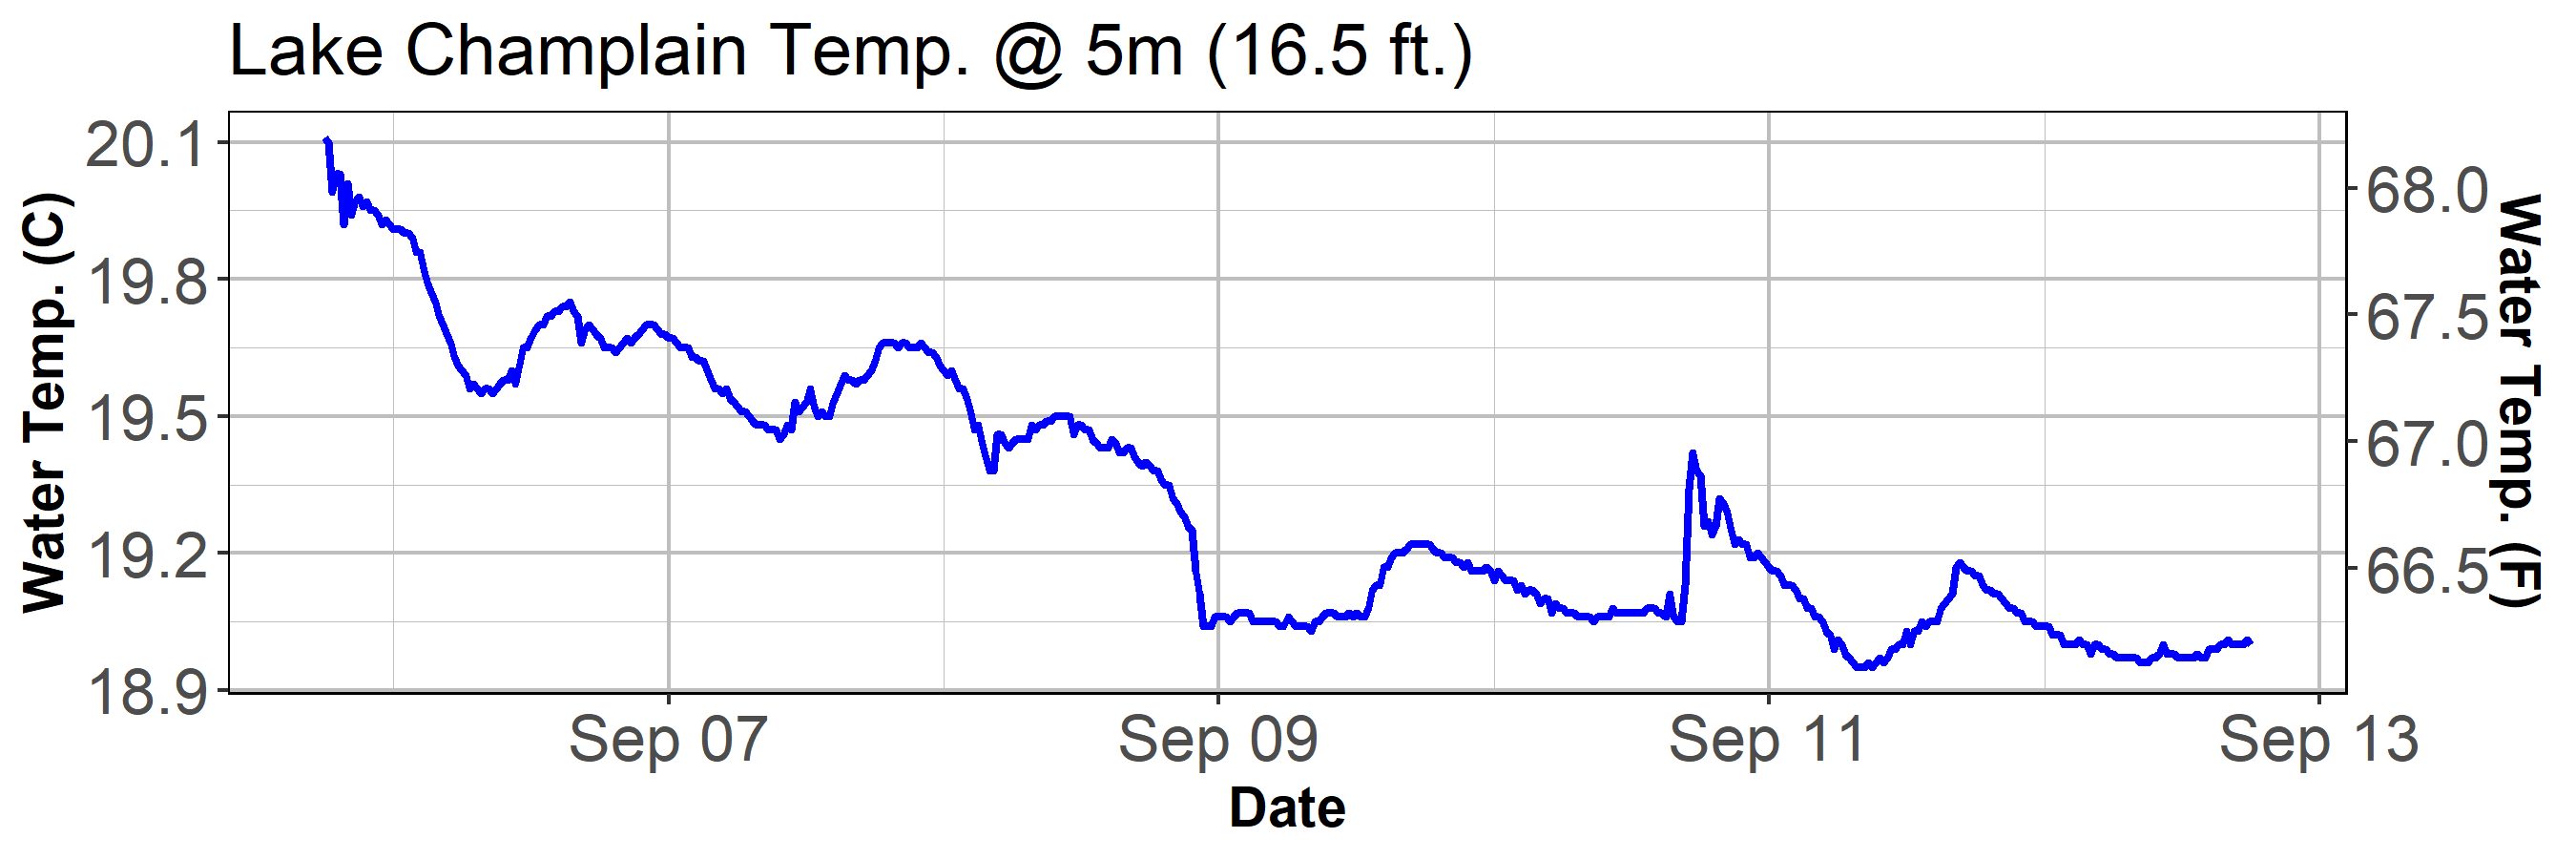 Lake Champlain Temp. @ 5m (16.5 ft.)
Water Temp. (C)
20.1
19.8
19.5
19.2
18.9
68.0
67.5
67.0
66.5
Water Temp. (F)
Sep 07
Sep 09
Sep 11
Sep 13
Date